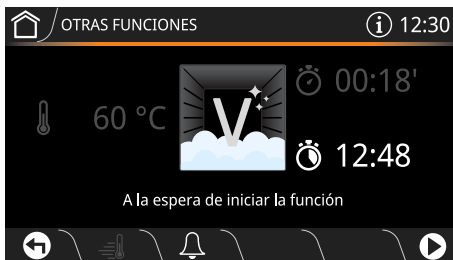 OTRAS FUNCIONES
12:30
60 °C
V
00:18'
12:48
A la espera de iniciar la función